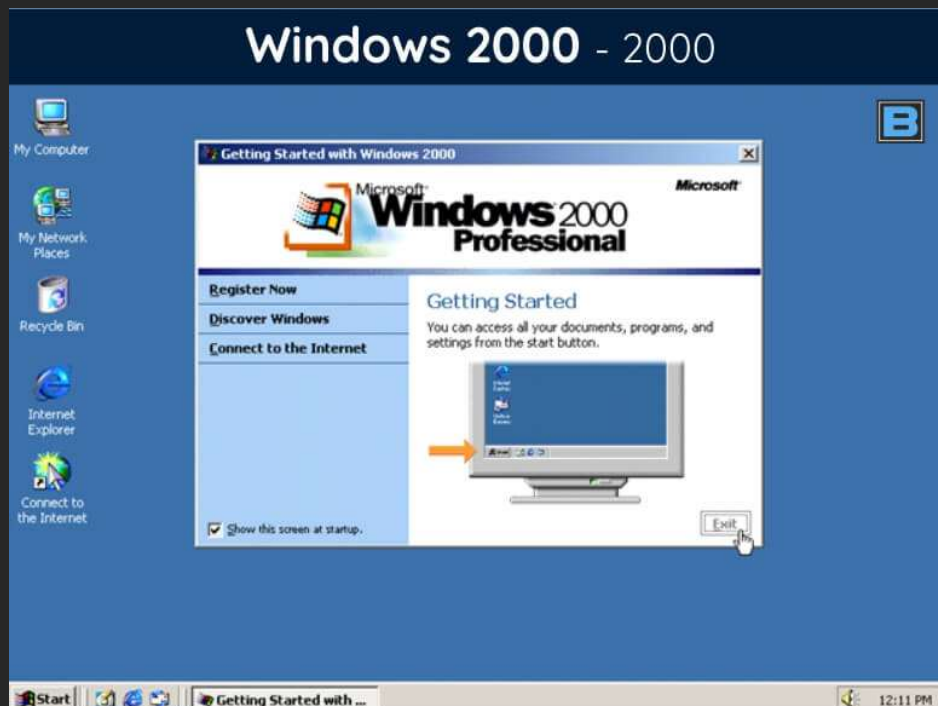 Windows 2000 - 2000
B
My Computer
My Network
Places
Recycle Bin
Internet
Explorer
Connect to
the Internet
Getting Started with Windows 2000
Microsoft
Microsoft
Windows 2000
Professional
Register Now
Discover Windows
Connect to the Internet
Getting Started
You can access all your documents, programs, and
settings from the start button.
Show this screen at startup.
Exit
Start
Getting Started with ...
12:11 PM